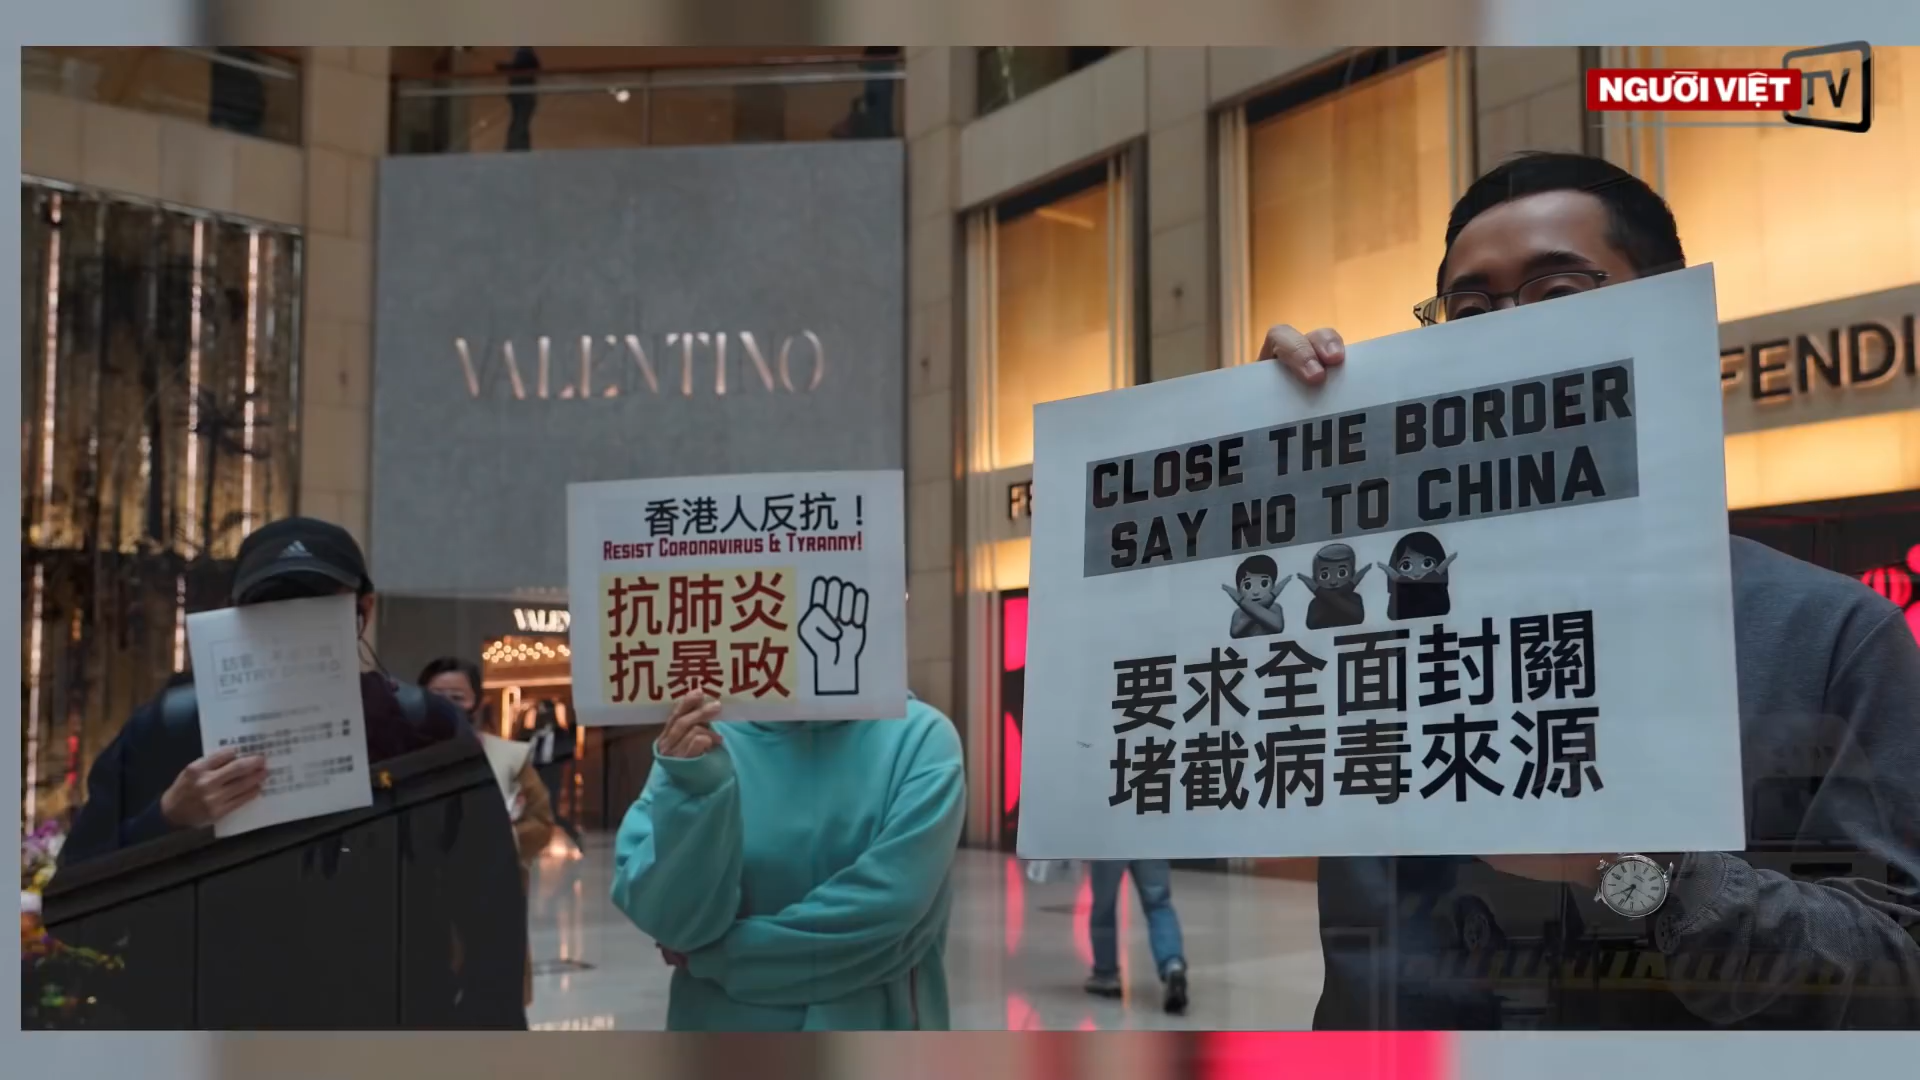 NGƯỜI VIỆT TV
VALENTINO
FENDI
香港人反抗！
RESIST CORONAVIRUS & TYRANNY!
抗肺炎
抗暴政
CLOSE THE BORDER
SAY NO TO CHINA
要求全面封關
堵截病毒來源
ENTRY